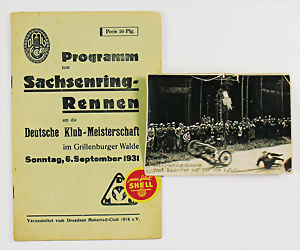 Preis 50 Pfg.
Programm
zum
Sachsenring-
Rennen
um die
Deutsche Klub-Meisterschaft
im Grillenburger Walde
Sonntag, 6. September 1931
SHELL
Veranstaltet vom Dresdner Motorrad-Club 1914 e.V.